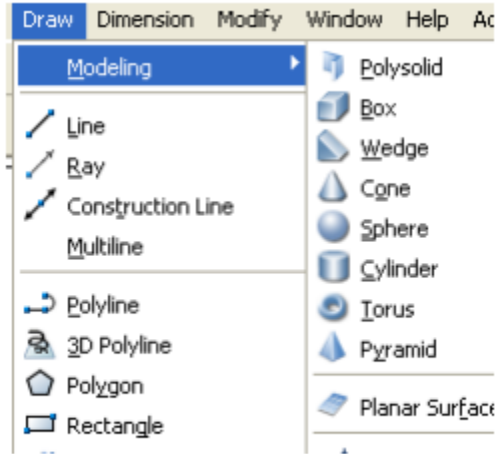 Draw Dimension Modify Window Help
Modeling
Line
Ray
Construction Line
Multiline
Polyline
3D Polyline
Polygon
Rectangle
Polysolid
Box
Wedge
Cone
Sphere
Cylinder
Torus
Pyramid
Planar Surface